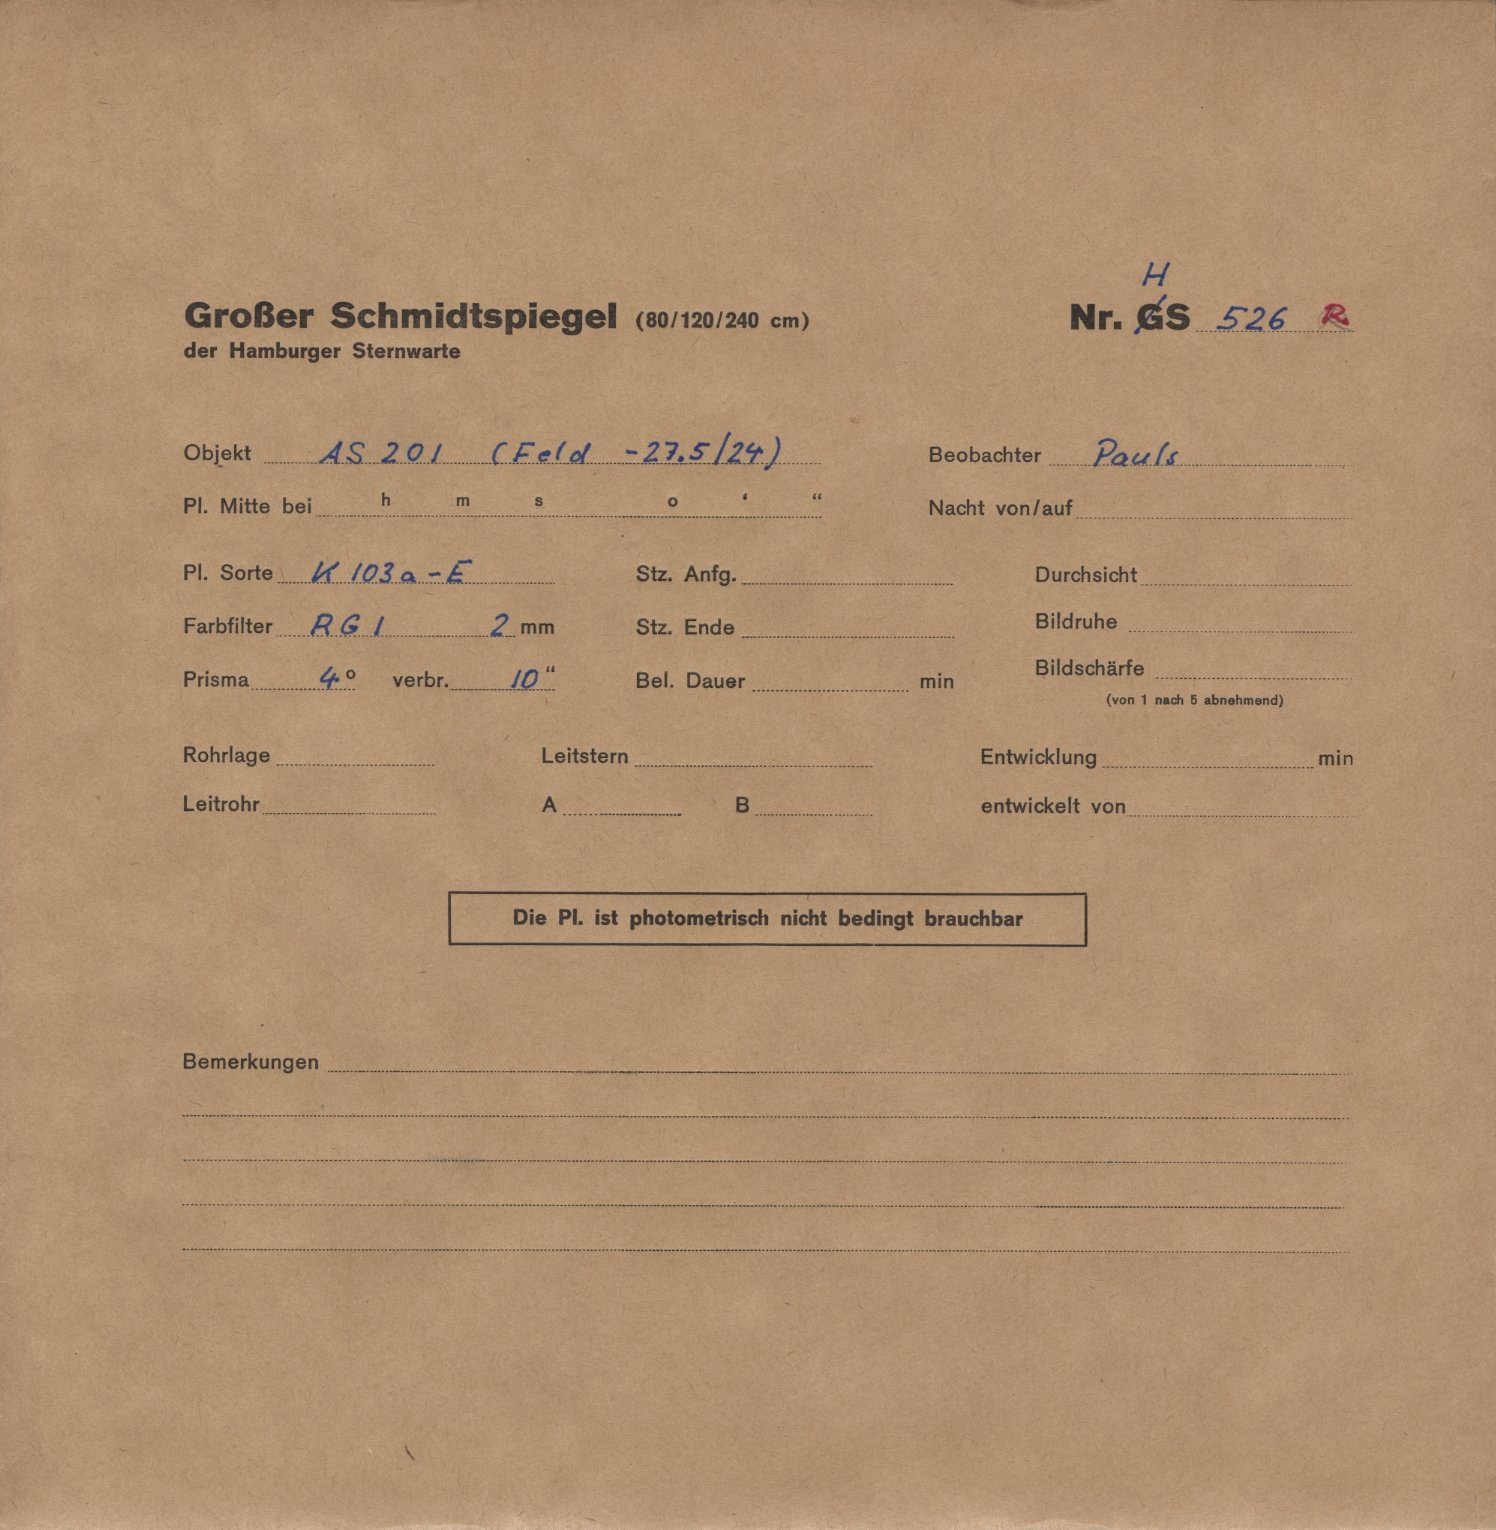 H
Großer Schmidtspiegel (80/120/240 cm) Nr. GS 526 R
der Hamburger Sternwarte
Objekt AS 201 (Feld -27.5/24) Beobachter Pauls
Pl. Mitte bei h m s o ‘ “ Nacht von/auf
Pl. Sorte K 103a-E Stz. Anfg. Durchsicht
Farbfilter RG 1 2 mm Stz. Ende Bildruhe
Prisma 4° verbr. 10“ Bel. Dauer min Bildschärfe
(von 1 nach 5 abnehmend)
Rohrlage Leitstern Entwicklung min
Leitrohr A B entwickelt von
Die Pl. ist photometrisch nicht bedingt brauchbar
Bemerkungen